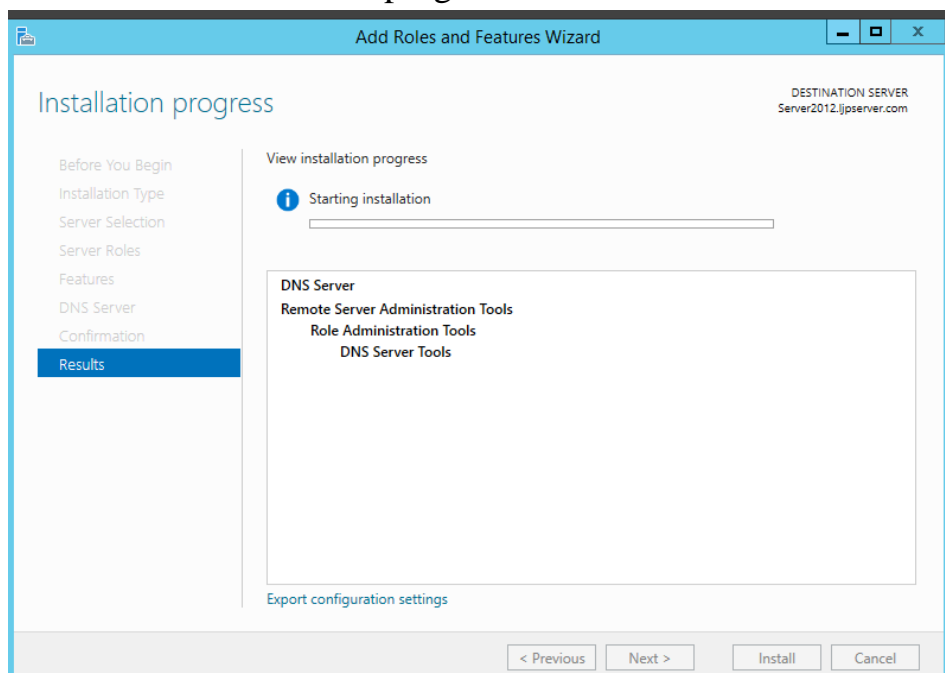 Add Roles and Features Wizard
Installation progress
DESTINATION SERVER
Server2012.ljpserver.com
Before You Begin
Installation Type
Server Selection
Server Roles
Features
DNS Server
Confirmation
Results
View installation progress
Starting installation
DNS Server
Remote Server Administration Tools
Role Administration Tools
DNS Server Tools
Export configuration settings
< Previous
Next >
Install
Cancel